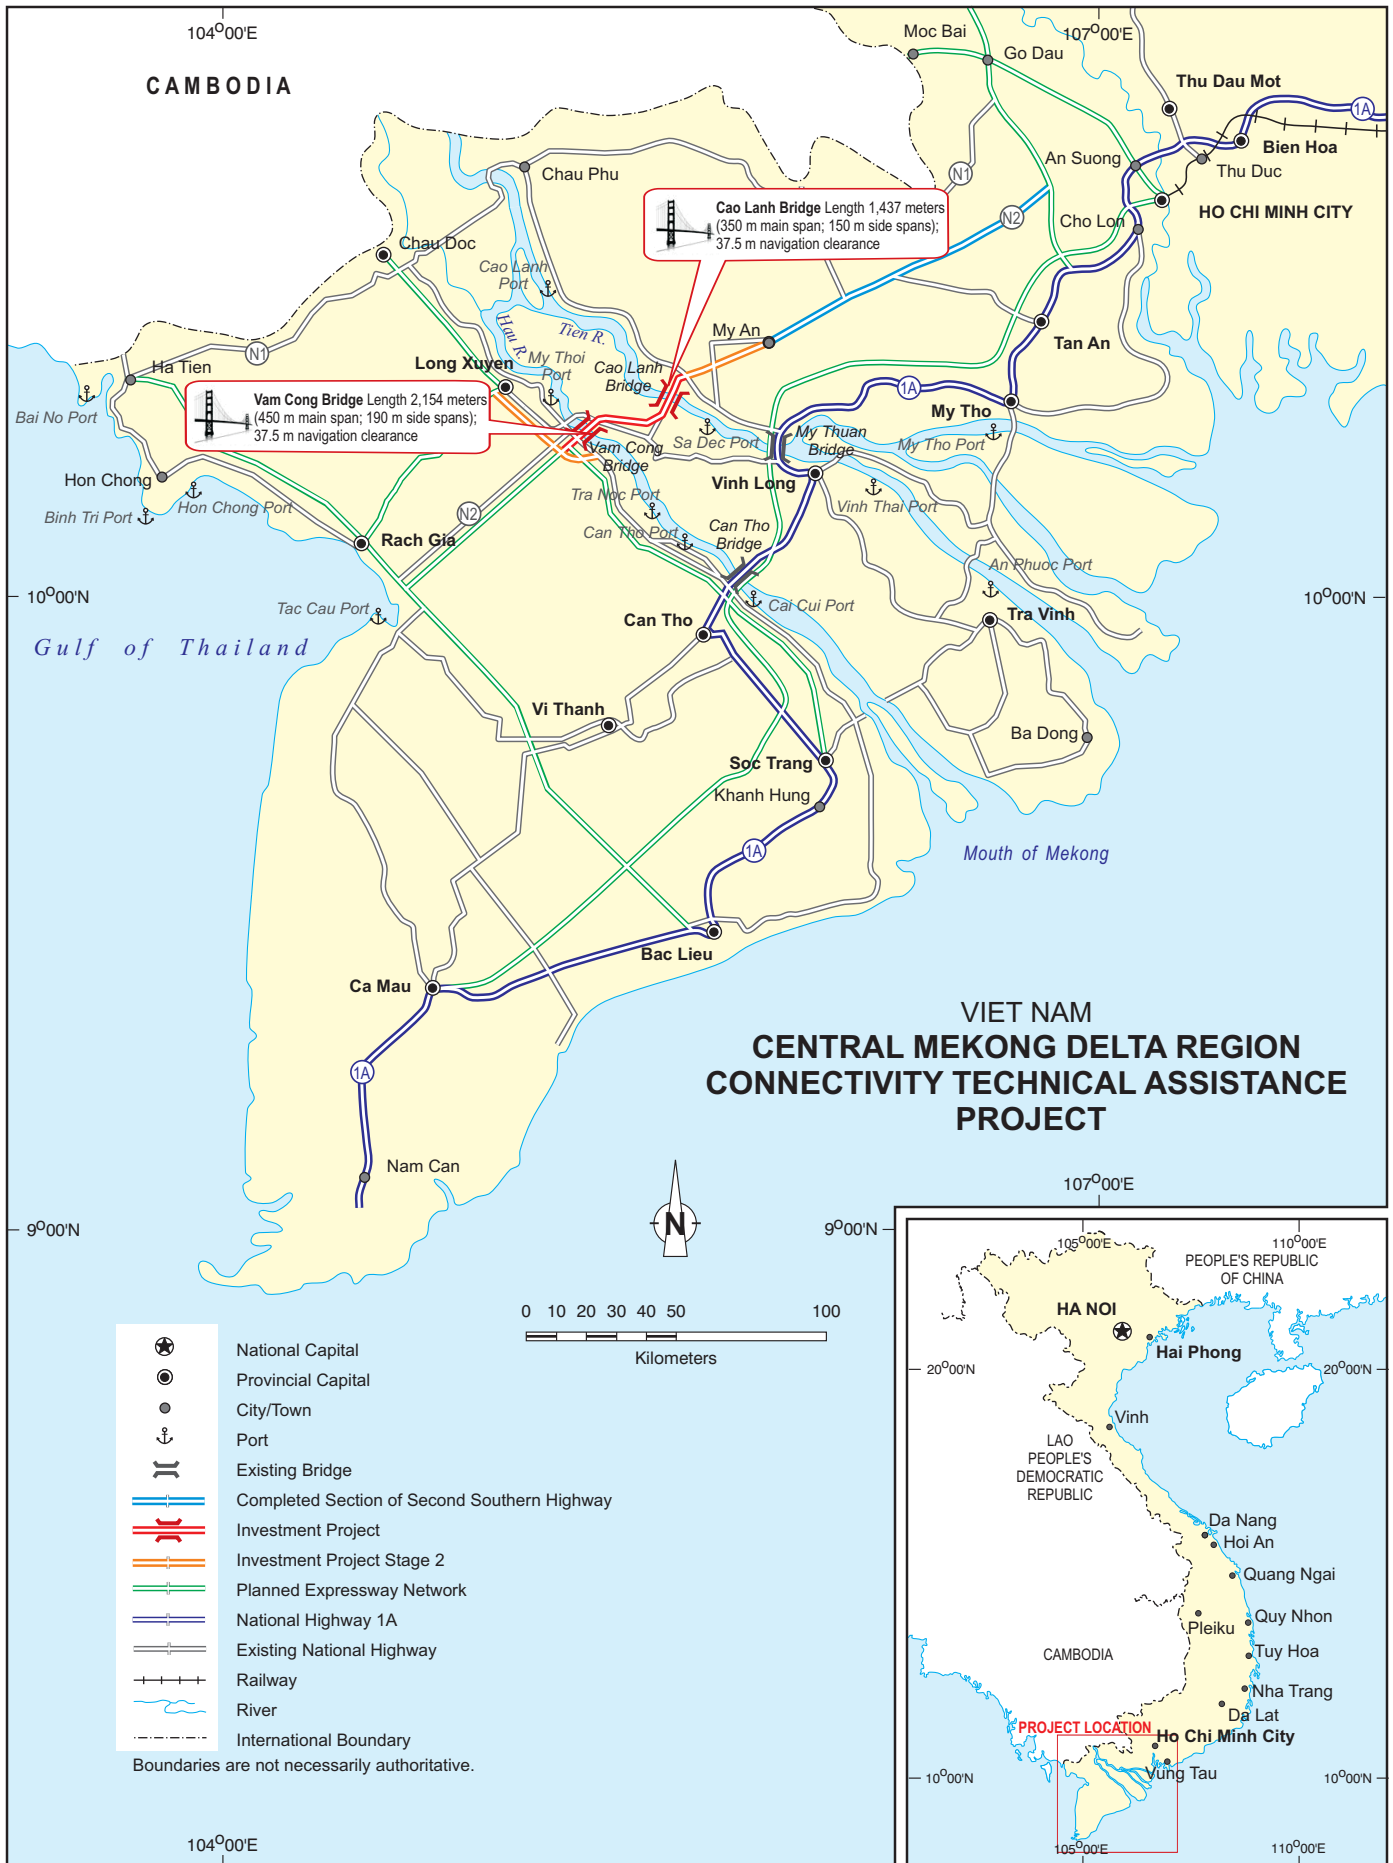 104°00'E
107°00'E
CAMBODIA
Moc Bai
Go Dau
Thu Dau Mot
1A
Bien Hoa
An Suong
Thu Duc
N1
Chau Phu
HO CHI MINH CITY
Cao Lanh Bridge Length 1,437 meters
(350 m main span; 150 m side spans);
37.5 m navigation clearance
N2
Cho Lon
Chau Doc
Cao Lanh
Port
Hau R.
Tien R.
My An
Tan An
N1
Ha Tien
Long Xuyen
My Thoi
Port
Cao Lanh
Bridge
Bai No Port
Vam Cong Bridge Length 2,154 meters
(450 m main span; 190 m side spans);
37.5 m navigation clearance
1A
My Tho
Sa Dec Port
My Thuan
Bridge
My Tho Port
Vam Cong
Bridge
Hon Chong
Vinh Long
Tra Noc Port
Vinh Thai Port
Hon Chong Port
Binh Tri Port
N2
Can Tho
Bridge
Can Tho Port
Rach Gia
An Phuoc Port
10°00'N
10°00'N
Tac Cau Port
Cai Cui Port
Can Tho
Tra Vinh
Gulf of Thailand
Vi Thanh
Ba Dong
Soc Trang
Khanh Hung
1A
Mouth of Mekong
Bac Lieu
Ca Mau
VIET NAM
CENTRAL MEKONG DELTA REGION
CONNECTIVITY TECHNICAL ASSISTANCE
PROJECT
1A
Nam Can
107°00'E
N
9°00'N
9°00'N
0 10 20 30 40 50 100
Kilometers
National Capital
Provincial Capital
City/Town
Port
Existing Bridge
Completed Section of Second Southern Highway
Investment Project
Investment Project Stage 2
Planned Expressway Network
National Highway 1A
Existing National Highway
Railway
River
International Boundary
Boundaries are not necessarily authoritative.
104°00'E
105°00'E
110°00'E
PEOPLE'S REPUBLIC
OF CHINA
HA NOI
Hai Phong
20°00'N
20°00'N
Vinh
LAO
PEOPLE'S
DEMOCRATIC
REPUBLIC
Da Nang
Hoi An
Quang Ngai
Pleiku
Quy Nhon
CAMBODIA
Tuy Hoa
Nha Trang
Da Lat
PROJECT LOCATION
Ho Chi Minh City
Vung Tau
10°00'N
10°00'N
105°00'E
110°00'E